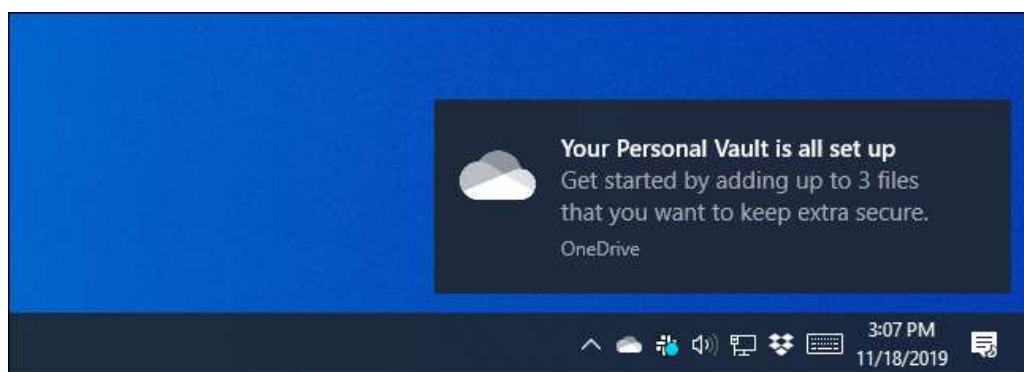 Your Personal Vault is all set up
Get started by adding up to 3 files
that you want to keep extra secure.
OneDrive
3:07 PM
11/18/2019